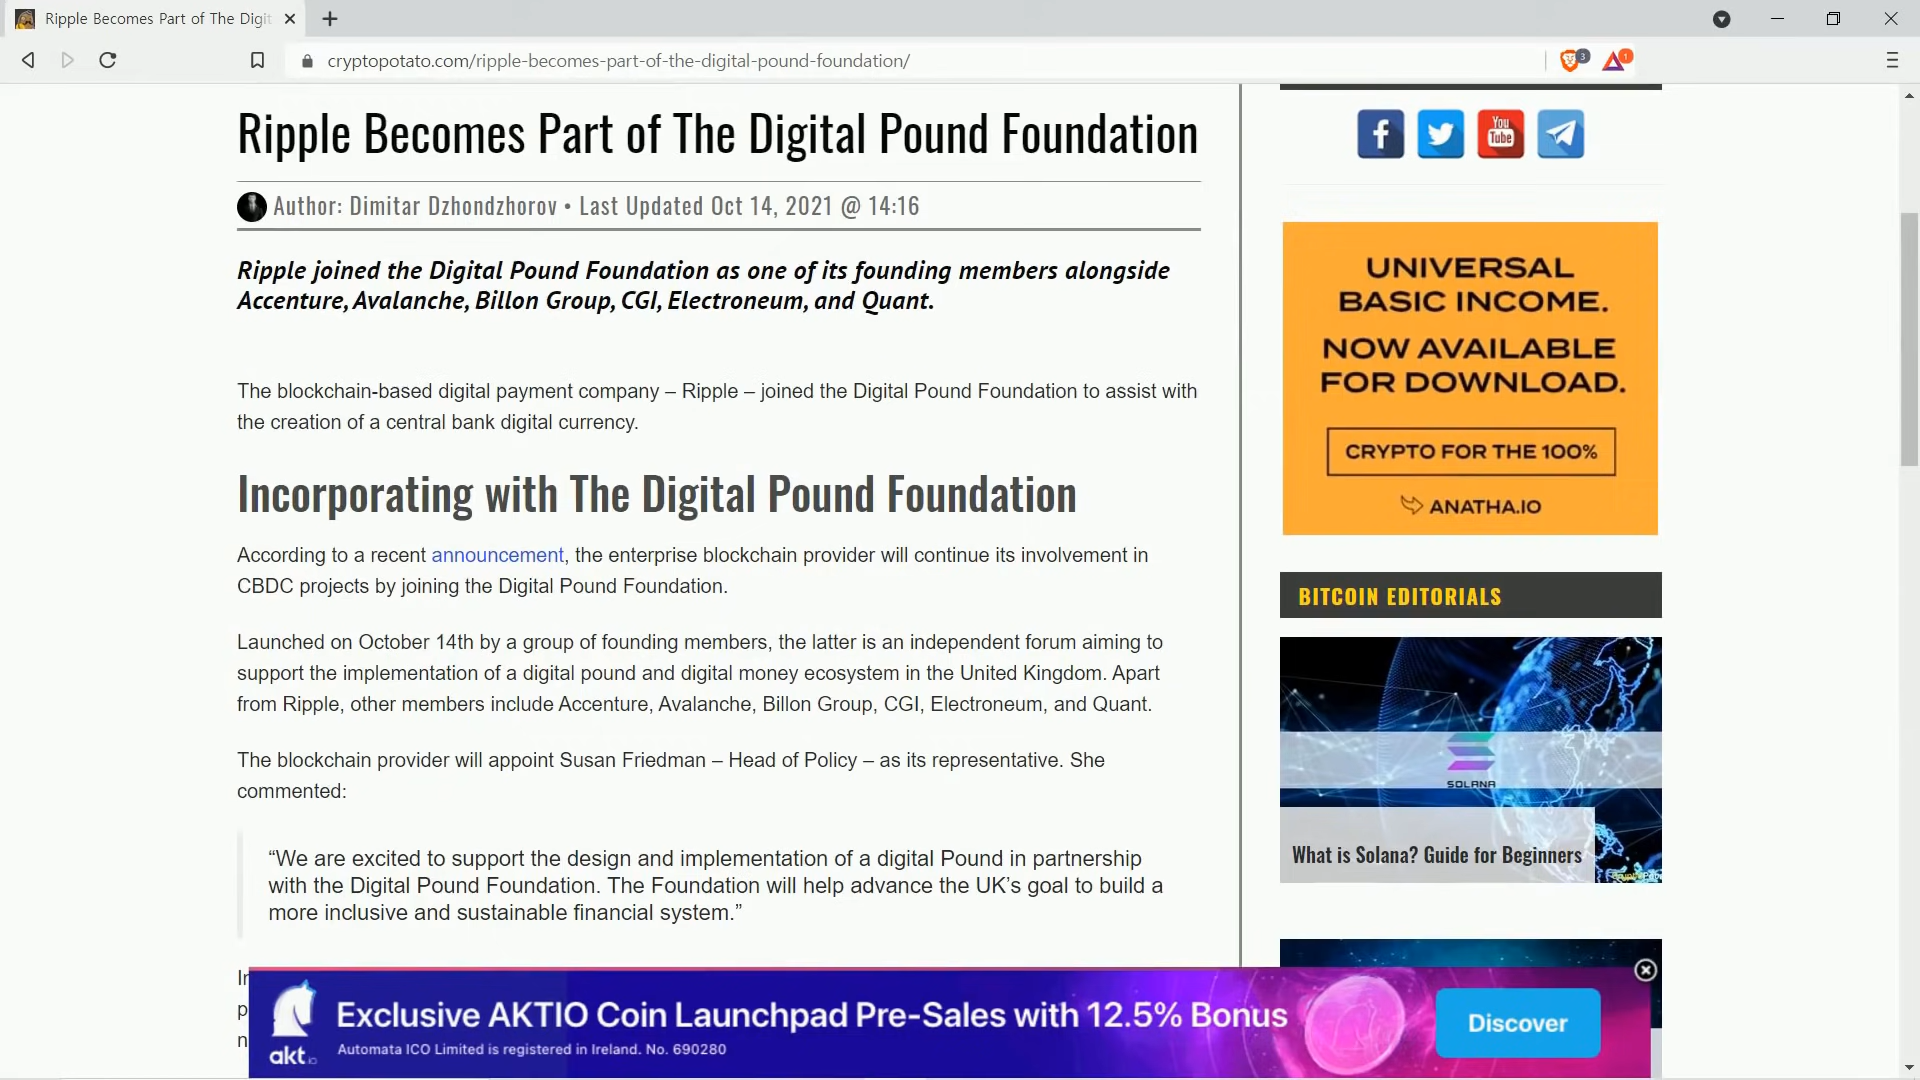 Ripple Becomes Part of The Digit
cryptopotato.com/ripple-becomes-part-of-the-digital-pound-foundation/
3
1
Ripple Becomes Part of The Digital Pound Foundation
Author: Dimitar Dzhondzhorov • Last Updated Oct 14, 2021 @ 14:16
Ripple joined the Digital Pound Foundation as one of its founding members alongside
Accenture, Avalanche, Billon Group, CGI, Electroneum, and Quant.
The blockchain-based digital payment company – Ripple – joined the Digital Pound Foundation to assist with
the creation of a central bank digital currency.
Incorporating with The Digital Pound Foundation
According to a recent announcement, the enterprise blockchain provider will continue its involvement in
CBDC projects by joining the Digital Pound Foundation.
Launched on October 14th by a group of founding members, the latter is an independent forum aiming to
support the implementation of a digital pound and digital money ecosystem in the United Kingdom. Apart
from Ripple, other members include Accenture, Avalanche, Billon Group, CGI, Electroneum, and Quant.
The blockchain provider will appoint Susan Friedman – Head of Policy – as its representative. She
commented:
“We are excited to support the design and implementation of a digital Pound in partnership
with the Digital Pound Foundation. The Foundation will help advance the UK’s goal to build a
more inclusive and sustainable financial system.”
You
Tube
UNIVERSAL
BASIC INCOME.
NOW AVAILABLE
FOR DOWNLOAD.
CRYPTO FOR THE 100%
ANATHA.IO
BITCOIN EDITORIALS
SOLANA
What is Solana? Guide for Beginners
akt.io
Exclusive AKTIO Coin Launchpad Pre-Sales with 12.5% Bonus
Automata ICO Limited is registered in Ireland. No. 690280
Discover